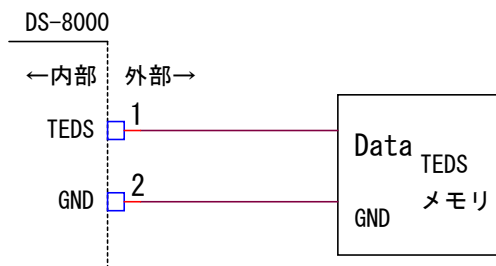 DS-8000
←内部 外部→
TEDS 1 Data
TEDS
メモリ
GND 2 GND